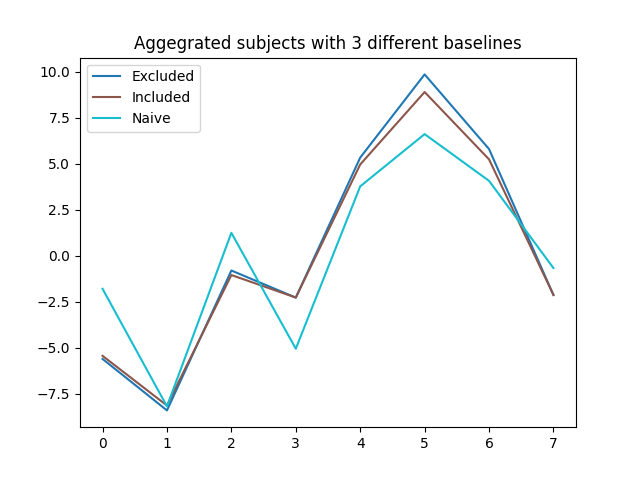 Aggegrated subjects with 3 different baselines
Excluded
Included
Naive
10.0
7.5
5.0
2.5
0.0
−2.5
−5.0
−7.5
0 1 2 3 4 5 6 7